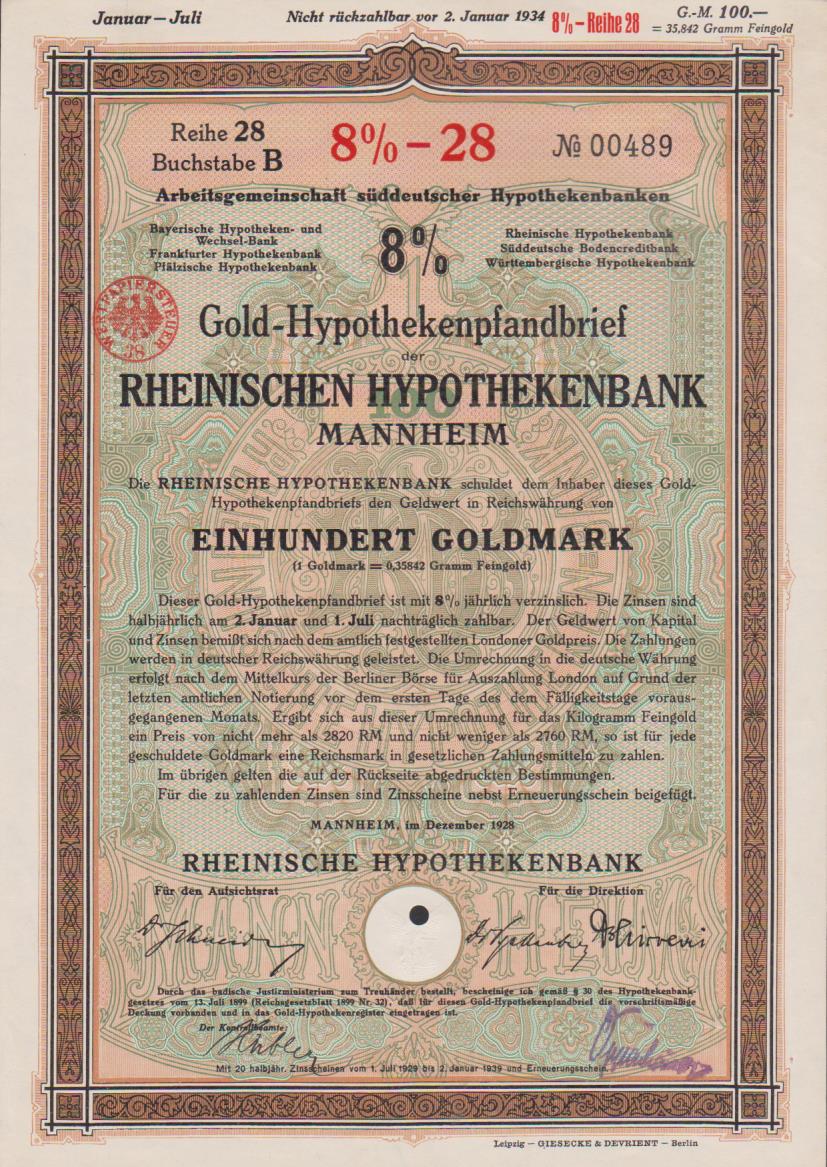 Januar—Juli
Nicht rückzahlbar vor 2. Januar 1934
8%-Reihe 28
G.-M. 100.—
= 35,842 Gramm Feingold
Reihe 28
Buchstabe B
8%-28
№ 00489
Arbeitsgemeinschaft süddeutscher Hypothekenbanken
Bayerische Hypotheken- und
Wechsel-Bank
Frankfurter Hypothekenbank
Pfälzische Hypothekenbank
8%
Rheinische Hypothekenbank
Süddeutsche Bodencreditbank
Württembergische Hypothekenbank
WERTPAPIERSTEUER
38
Gold-Hypothekenpfandbrief
der
RHEINISCHEN HYPOTHEKENBANK
100
MANNHEIM
Die RHEINISCHE HYPOTHEKENBANK schuldet dem Inhaber dieses Gold-
Hypothekenpfandbriefs den Geldwert in Reichswährung von
EINHUNDERT GOLDMARK
(1 Goldmark = 0,35842 Gramm Feingold)
Dieser Gold-Hypothekenpfandbrief ist mit 8% jährlich verzinslich. Die Zinsen sind
halbjährlich am 2. Januar und 1. Juli nachträglich zahlbar. Der Geldwert von Kapital
und Zinsen bemißt sich nach dem amtlich festgestellten Londoner Goldpreis. Die Zahlungen
werden in deutscher Reichswährung geleistet. Die Umrechnung in die deutsche Währung
erfolgt nach dem Mittelkurs der Berliner Börse für Auszahlung London auf Grund der
letzten amtlichen Notierung vor dem ersten Tage des dem Fälligkeitstage voraus-
gegangenen Monats. Ergibt sich aus dieser Umrechnung für das Kilogramm Feingold
ein Preis von nicht mehr als 2820 RM und nicht weniger als 2760 RM, so ist für jede
geschuldete Goldmark eine Reichsmark in gesetzlichen Zahlungsmitteln zu zahlen.
Im übrigen gelten die auf der Rückseite abgedruckten Bestimmungen.
Für die zu zahlenden Zinsen sind Zinsscheine nebst Erneuerungsschein beigefügt.
MANNHEIM, im Dezember 1928
RHEINISCHE HYPOTHEKENBANK
Für den Aufsichtsrat
Für die Direktion
MANNHEIM
Durch das badische Justizministerium zum Treuhänder bestellt, bescheinige ich gemäß § 30 des Hypothekenbank-
gesetzes vom 13. Juli 1899 (Reichsgesetzblatt 1899 Nr. 32), daß für diesen Gold-Hypothekenpfandbrief die vorschriftsmäßige
Deckung vorhanden und in das Gold-Hypothekenregister eingetragen ist.
Der Kontrollbeamte:
Mit 20 halbjähr. Zinsscheinen vom 1. Juli 1929 bis 2. Januar 1939 und Erneuerungsschein.
Leipzig — GIESECKE & DEVRIENT — Berlin